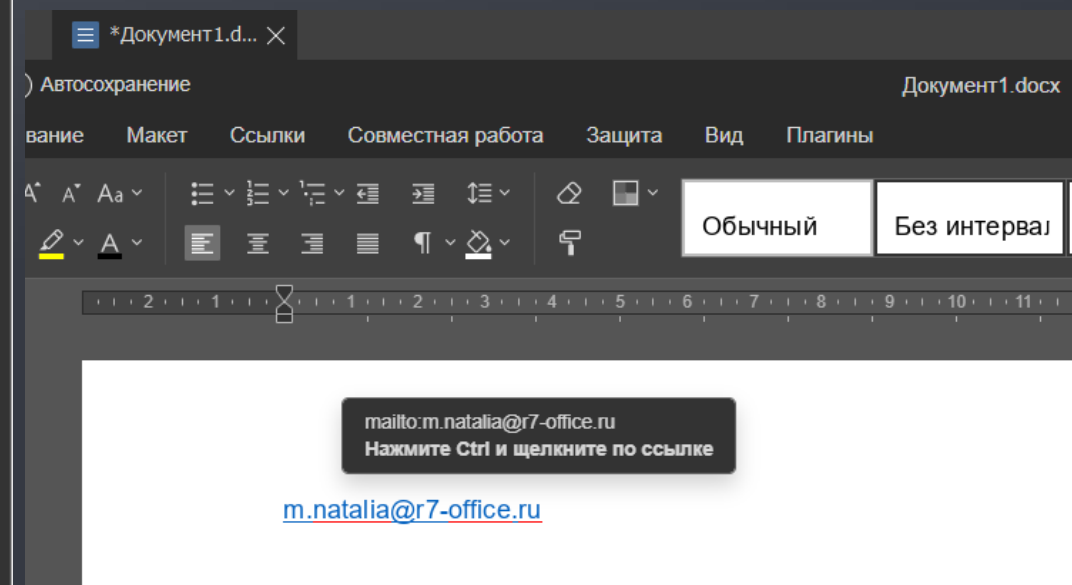 *Документ1.d...
Автосохранение
Документ1.docx
вание Макет Ссылки Совместная работа Защита Вид Плагины
Aa
Обычный
Без интервал
2 1 1 2 3 4 5 6 7 8 9 10 11
mailto:m.natalia@r7-office.ru
Нажмите Ctrl и щелкните по ссылке
m.natalia@r7-office.ru